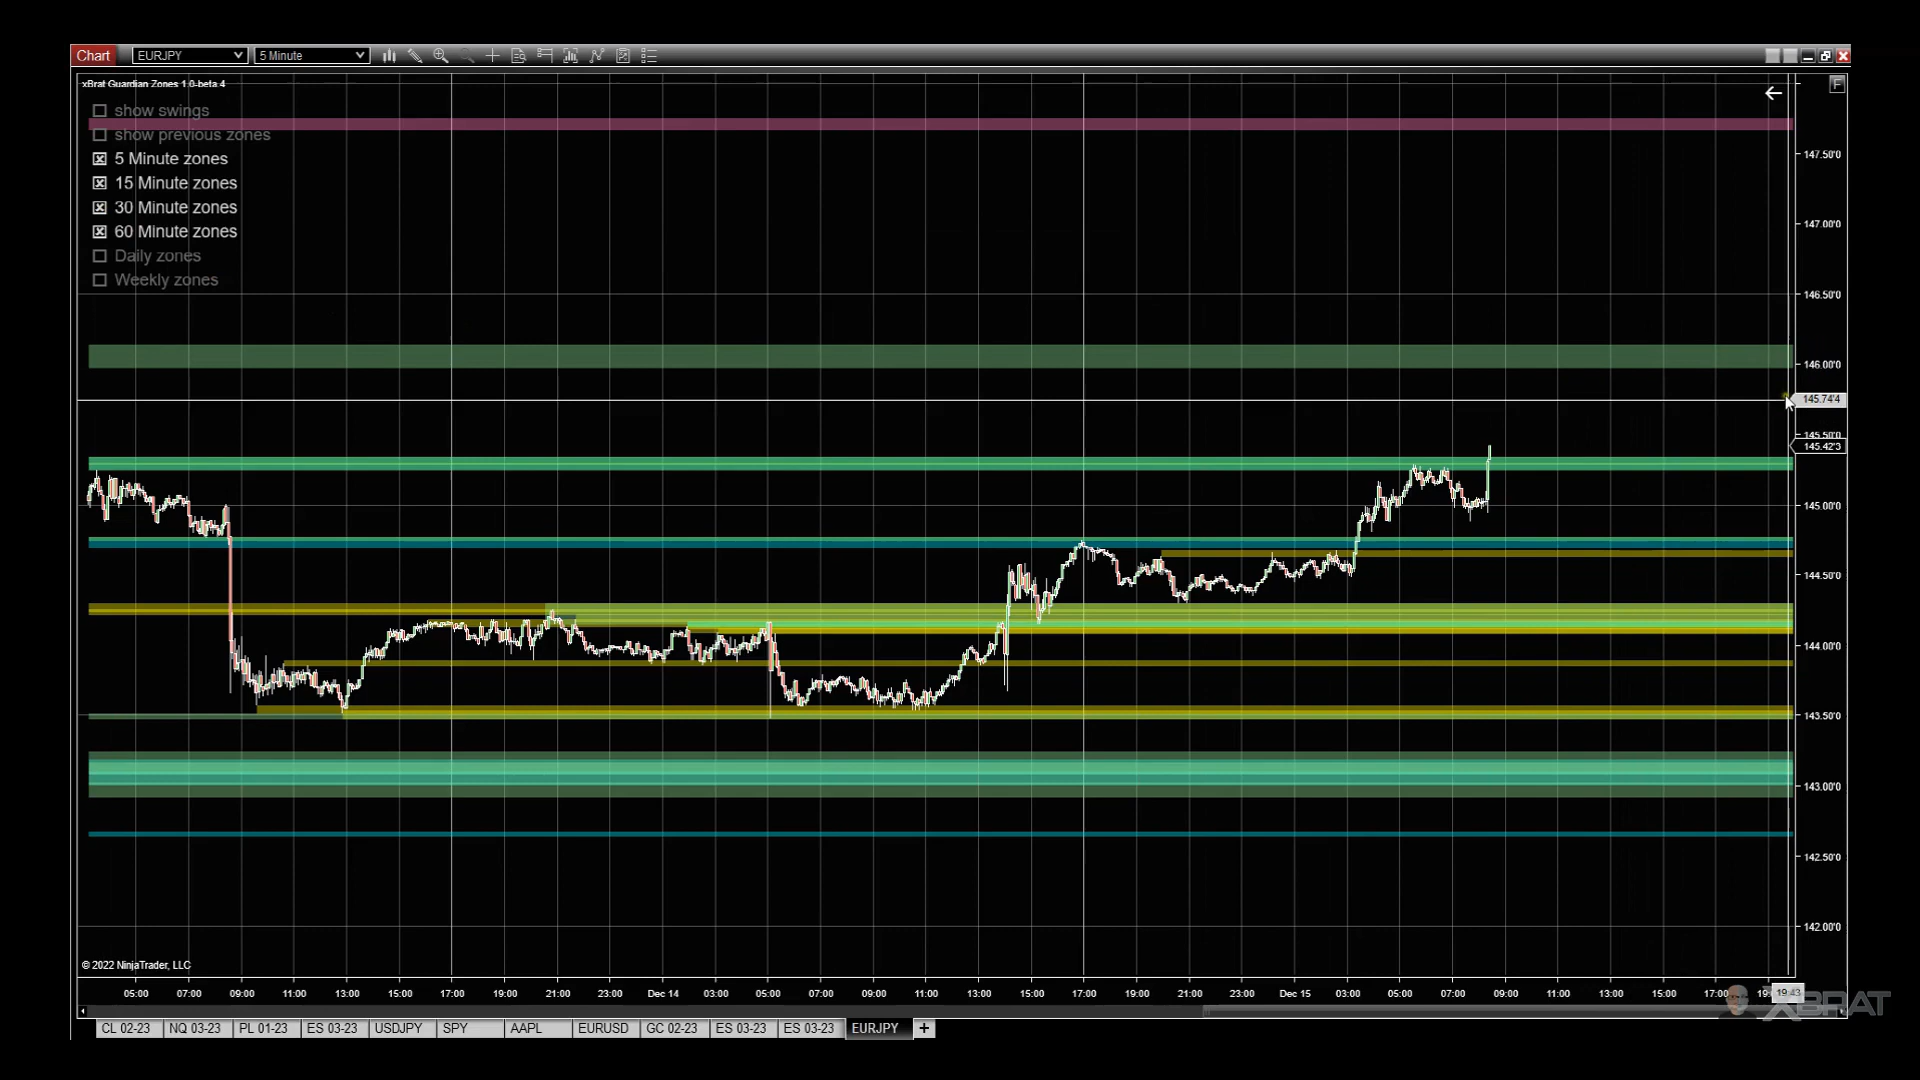 Chart EURJPY 5 Minute
xBrat Guardian Zones 1.0-beta 4
F
show swings
show previous zones
5 Minute zones
15 Minute zones
30 Minute zones
60 Minute zones
Daily zones
Weekly zones
147.50'0
147.00'0
146.50'0
146.00'0
145.74'4
145.50'0
145.42'3
145.00'0
144.50'0
144.00'0
143.50'0
143.00'0
142.50'0
142.00'0
© 2022 NinjaTrader, LLC
05:00 07:00 09:00 11:00 13:00 15:00 17:00 19:00 21:00 23:00 Dec 14 03:00 05:00 07:00 09:00 11:00 13:00 15:00 17:00 19:00 21:00 23:00 Dec 15 03:00 05:00 07:00 09:00 11:00 13:00 15:00 17:00 19:43
XBRAT
CL 02-23 NQ 03-23 PL 01-23 ES 03-23 USDJPY SPY AAPL EURUSD GC 02-23 ES 03-23 ES 03-23 EURJPY +